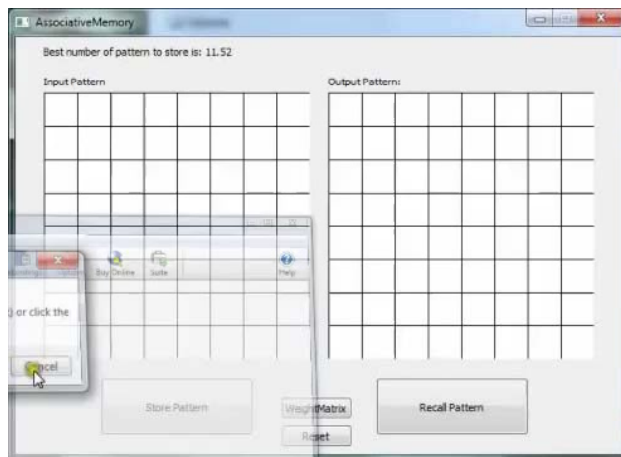 AssociativeMemory
Best number of pattern to store is: 11.52
Input Pattern
Output Pattern:
Buy Online Suite Help
or click the
Cancel
Store Pattern
WeightMatrix
Recall Pattern
Reset